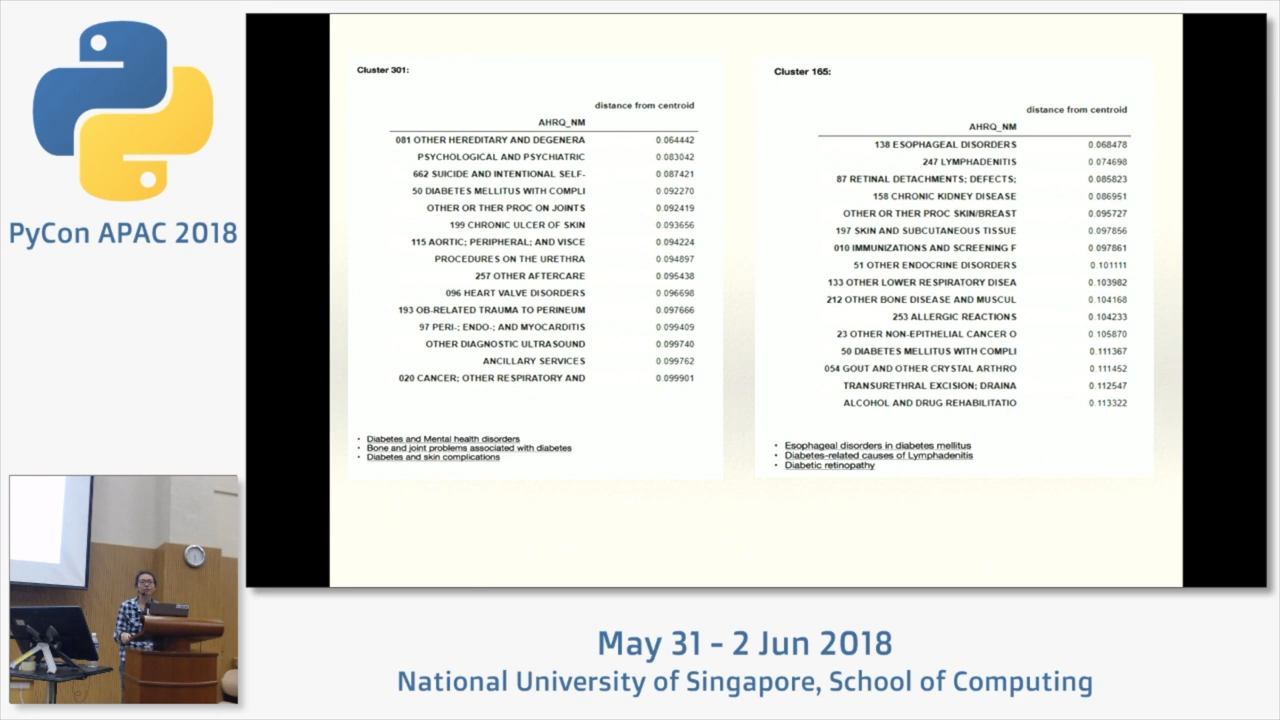 PyCon APAC 2018
Cluster 301:
distance from centroid
AHRQ_NM
081 OTHER HEREDITARY AND DEGENERA 0.064442
PSYCHOLOGICAL AND PSYCHIATRIC 0.083042
662 SUICIDE AND INTENTIONAL SELF- 0.087421
50 DIABETES MELLITUS WITH COMPLI 0.092270
OTHER OR THER PROC ON JOINTS 0.092419
199 CHRONIC ULCER OF SKIN 0.093656
115 AORTIC; PERIPHERAL; AND VISCE 0.094224
PROCEDURES ON THE URETHRA 0.094897
257 OTHER AFTERCARE 0.095438
096 HEART VALVE DISORDERS 0.096698
193 OB-RELATED TRAUMA TO PERINEUM 0.097666
97 PERI-; ENDO-; AND MYOCARDITIS 0.099409
OTHER DIAGNOSTIC ULTRASOUND 0.099740
ANCILLARY SERVICES 0.099762
020 CANCER; OTHER RESPIRATORY AND 0.099901
• Diabetes and Mental health disorders
• Bone and joint problems associated with diabetes
• Diabetes and skin complications
Cluster 165:
distance from centroid
AHRQ_NM
138 ESOPHAGEAL DISORDERS 0.068478
247 LYMPHADENITIS 0.074698
87 RETINAL DETACHMENTS; DEFECTS; 0.085823
158 CHRONIC KIDNEY DISEASE 0.086951
OTHER OR THER PROC SKIN/BREAST 0.095727
197 SKIN AND SUBCUTANEOUS TISSUE 0.097856
010 IMMUNIZATIONS AND SCREENING F 0.097861
51 OTHER ENDOCRINE DISORDERS 0.101111
133 OTHER LOWER RESPIRATORY DISEA 0.103982
212 OTHER BONE DISEASE AND MUSCUL 0.104168
253 ALLERGIC REACTIONS 0.104233
23 OTHER NON-EPITHELIAL CANCER O 0.105870
50 DIABETES MELLITUS WITH COMPLI 0.111367
054 GOUT AND OTHER CRYSTAL ARTHRO 0.111452
TRANSURETHRAL EXCISION; DRAINA 0.112547
ALCOHOL AND DRUG REHABILITATIO 0.113322
• Esophageal disorders in diabetes mellitus
• Diabetes-related causes of Lymphadenitis
• Diabetic retinopathy
May 31 - 2 Jun 2018
National University of Singapore, School of Computing